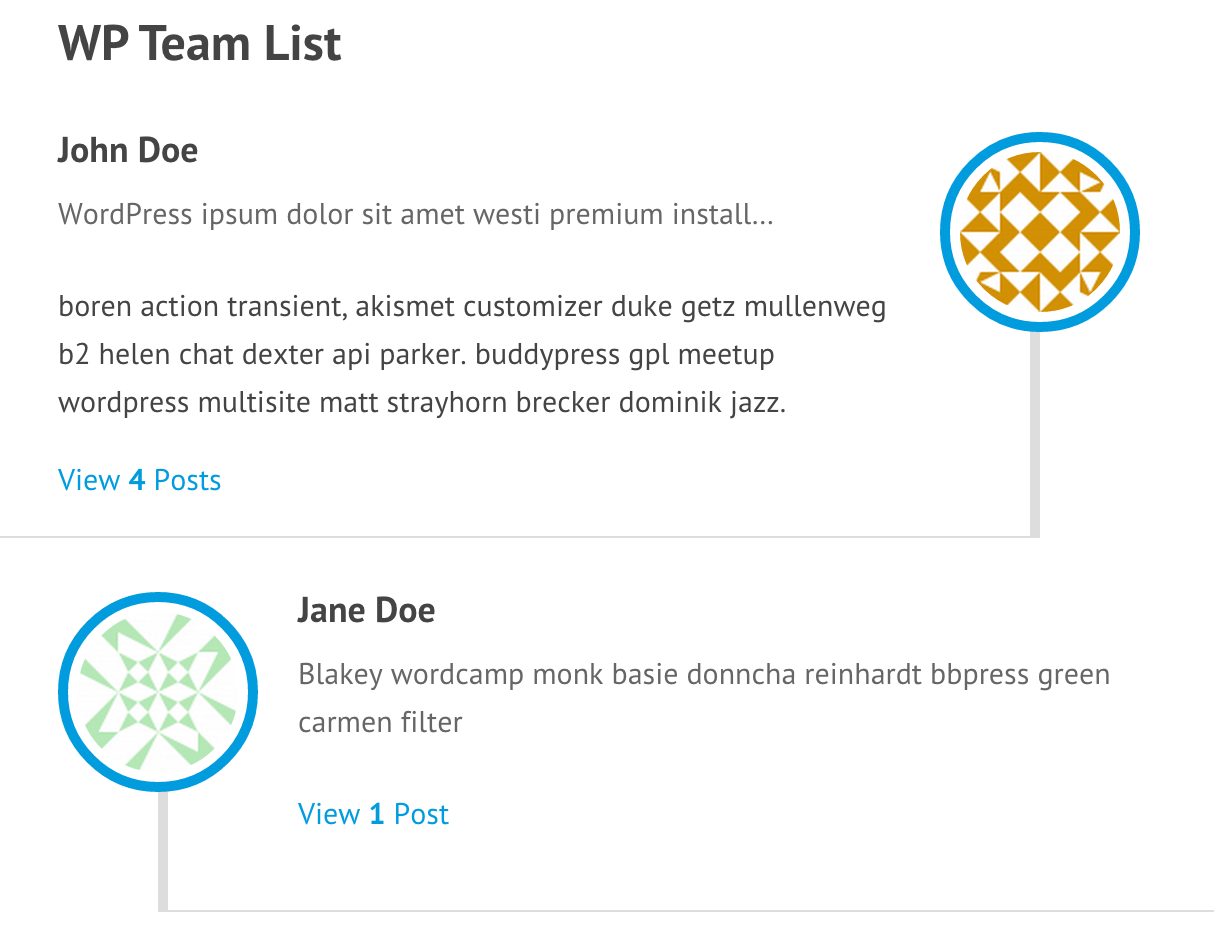 WP Team List
John Doe
WordPress ipsum dolor sit amet westi premium install...
boren action transient, akismet customizer duke getz mullenweg
b2 helen chat dexter api parker. buddypress gpl meetup
wordpress multisite matt strayhorn brecker dominik jazz.
View 4 Posts
Jane Doe
Blakey wordcamp monk basie donncha reinhardt bbpress green
carmen filter
View 1 Post